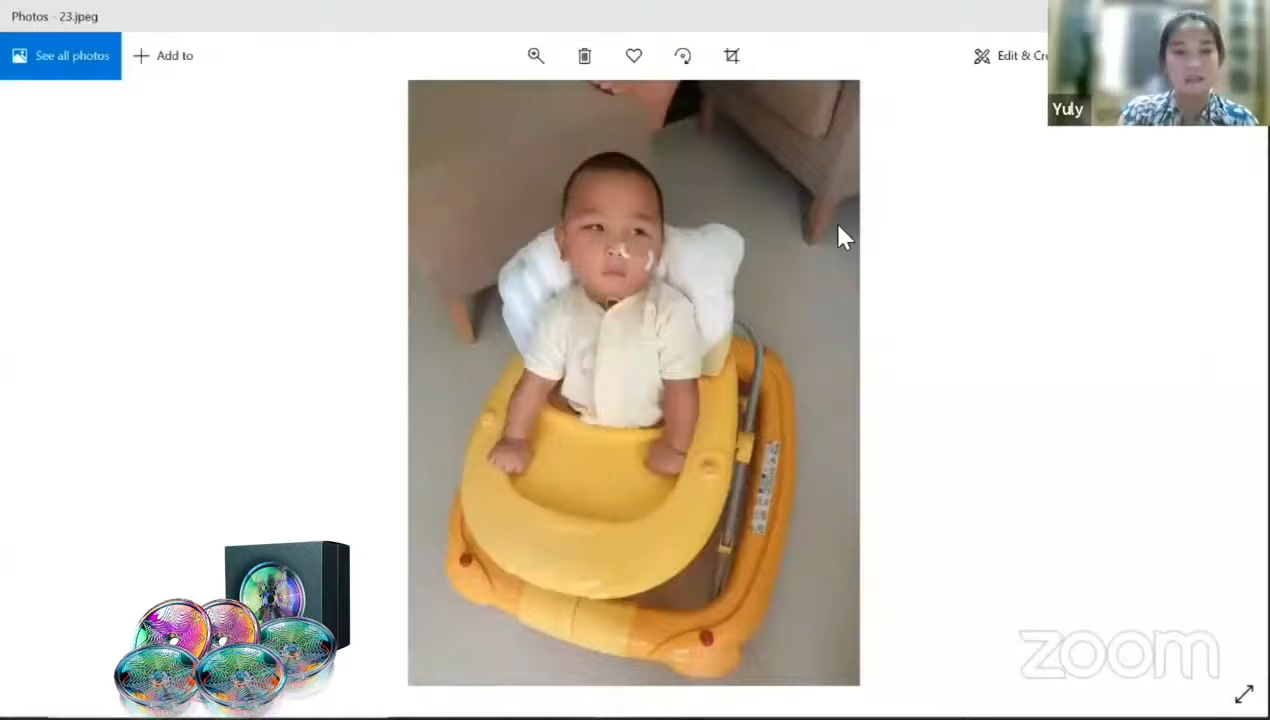 Photos - 23.jpeg
See all photos
Add to
Edit & Cr
Yuly
zoom